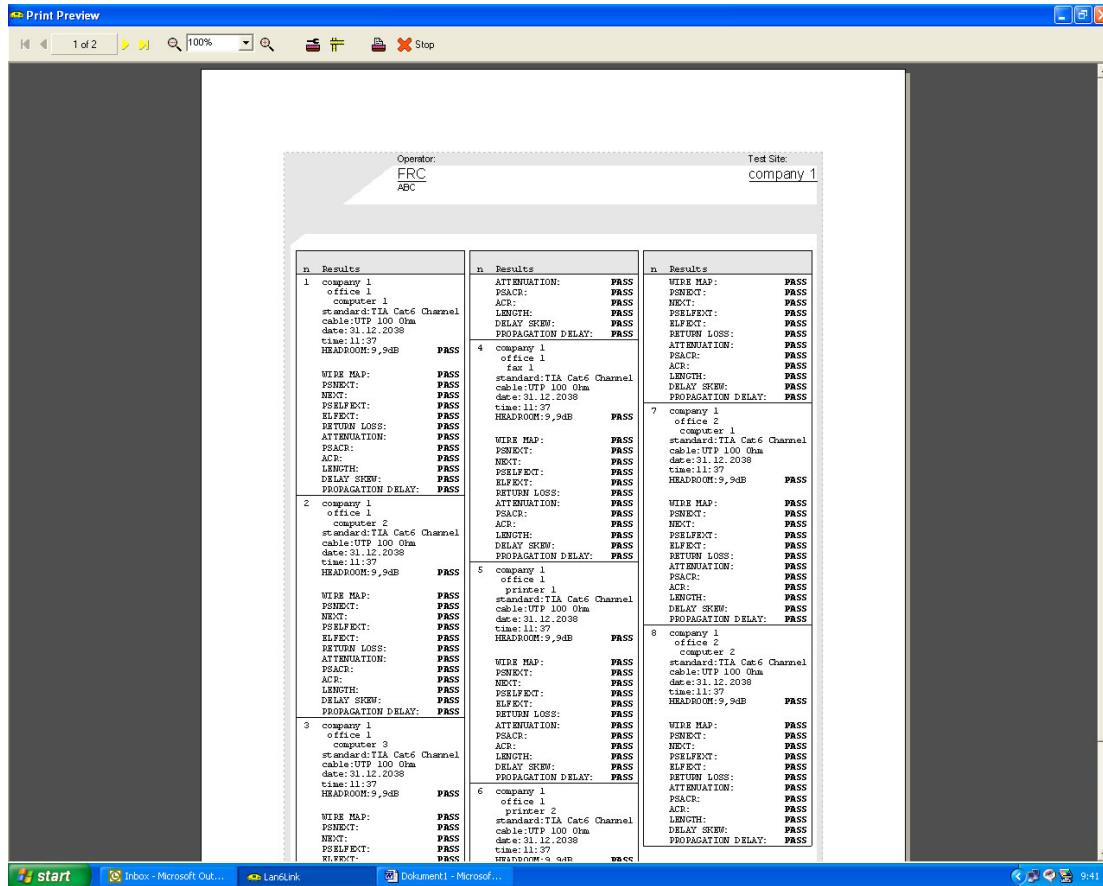 Print Preview
1 of 2
100%
Stop
Operator:
FRC
ABC
Test Site:
company 1
n Results
1 company 1
office 1
computer 1
standard:TIA Cat6 Channel
cable:UTP 100 Ohm
date:31.12.2038
time:11:37
HEADROOM:9,9dB PASS
WIRE MAP: PASS
PSNEXT: PASS
NEXT: PASS
PSELFEXT: PASS
ELFEXT: PASS
RETURN LOSS: PASS
ATTENUATION: PASS
PSACR: PASS
ACR: PASS
LENGTH: PASS
DELAY SKEW: PASS
PROPAGATION DELAY: PASS
2 company 1
office 1
computer 2
standard:TIA Cat6 Channel
cable:UTP 100 Ohm
date:31.12.2038
time:11:37
HEADROOM:9,9dB PASS
WIRE MAP: PASS
PSNEXT: PASS
NEXT: PASS
PSELFEXT: PASS
ELFEXT: PASS
RETURN LOSS: PASS
ATTENUATION: PASS
PSACR: PASS
ACR: PASS
LENGTH: PASS
DELAY SKEW: PASS
PROPAGATION DELAY: PASS
3 company 1
office 1
computer 3
standard:TIA Cat6 Channel
cable:UTP 100 Ohm
date:31.12.2038
time:11:37
HEADROOM:9,9dB PASS
WIRE MAP: PASS
PSNEXT: PASS
NEXT: PASS
PSELFEXT: PASS
ELFEXT: PASS
n Results
ATTENUATION: PASS
PSACR: PASS
ACR: PASS
LENGTH: PASS
DELAY SKEW: PASS
PROPAGATION DELAY: PASS
4 company 1
office 1
fax 1
standard:TIA Cat6 Channel
cable:UTP 100 Ohm
date:31.12.2038
time:11:37
HEADROOM:9,9dB PASS
WIRE MAP: PASS
PSNEXT: PASS
NEXT: PASS
PSELFEXT: PASS
ELFEXT: PASS
RETURN LOSS: PASS
ATTENUATION: PASS
PSACR: PASS
ACR: PASS
LENGTH: PASS
DELAY SKEW: PASS
PROPAGATION DELAY: PASS
5 company 1
office 1
printer 1
standard:TIA Cat6 Channel
cable:UTP 100 Ohm
date:31.12.2038
time:11:37
HEADROOM:9,9dB PASS
WIRE MAP: PASS
PSNEXT: PASS
NEXT: PASS
PSELFEXT: PASS
ELFEXT: PASS
RETURN LOSS: PASS
ATTENUATION: PASS
PSACR: PASS
ACR: PASS
LENGTH: PASS
DELAY SKEW: PASS
PROPAGATION DELAY: PASS
6 company 1
office 1
printer 2
standard:TIA Cat6 Channel
cable:UTP 100 Ohm
date:31.12.2038
time:11:37
HEADROOM:9,9dB PASS
n Results
WIRE MAP: PASS
PSNEXT: PASS
NEXT: PASS
PSELFEXT: PASS
ELFEXT: PASS
RETURN LOSS: PASS
ATTENUATION: PASS
PSACR: PASS
ACR: PASS
LENGTH: PASS
DELAY SKEW: PASS
PROPAGATION DELAY: PASS
7 company 1
office 2
computer 1
standard:TIA Cat6 Channel
cable:UTP 100 Ohm
date:31.12.2038
time:11:37
HEADROOM:9,9dB PASS
WIRE MAP: PASS
PSNEXT: PASS
NEXT: PASS
PSELFEXT: PASS
ELFEXT: PASS
RETURN LOSS: PASS
ATTENUATION: PASS
PSACR: PASS
ACR: PASS
LENGTH: PASS
DELAY SKEW: PASS
PROPAGATION DELAY: PASS
8 company 1
office 2
computer 2
standard:TIA Cat6 Channel
cable:UTP 100 Ohm
date:31.12.2038
time:11:37
HEADROOM:9,9dB PASS
WIRE MAP: PASS
PSNEXT: PASS
NEXT: PASS
PSELFEXT: PASS
ELFEXT: PASS
RETURN LOSS: PASS
ATTENUATION: PASS
PSACR: PASS
ACR: PASS
LENGTH: PASS
DELAY SKEW: PASS
PROPAGATION DELAY: PASS
start
Inbox - Microsoft Out...
Lan6Link
Dokument1 - Microsof...
9:41